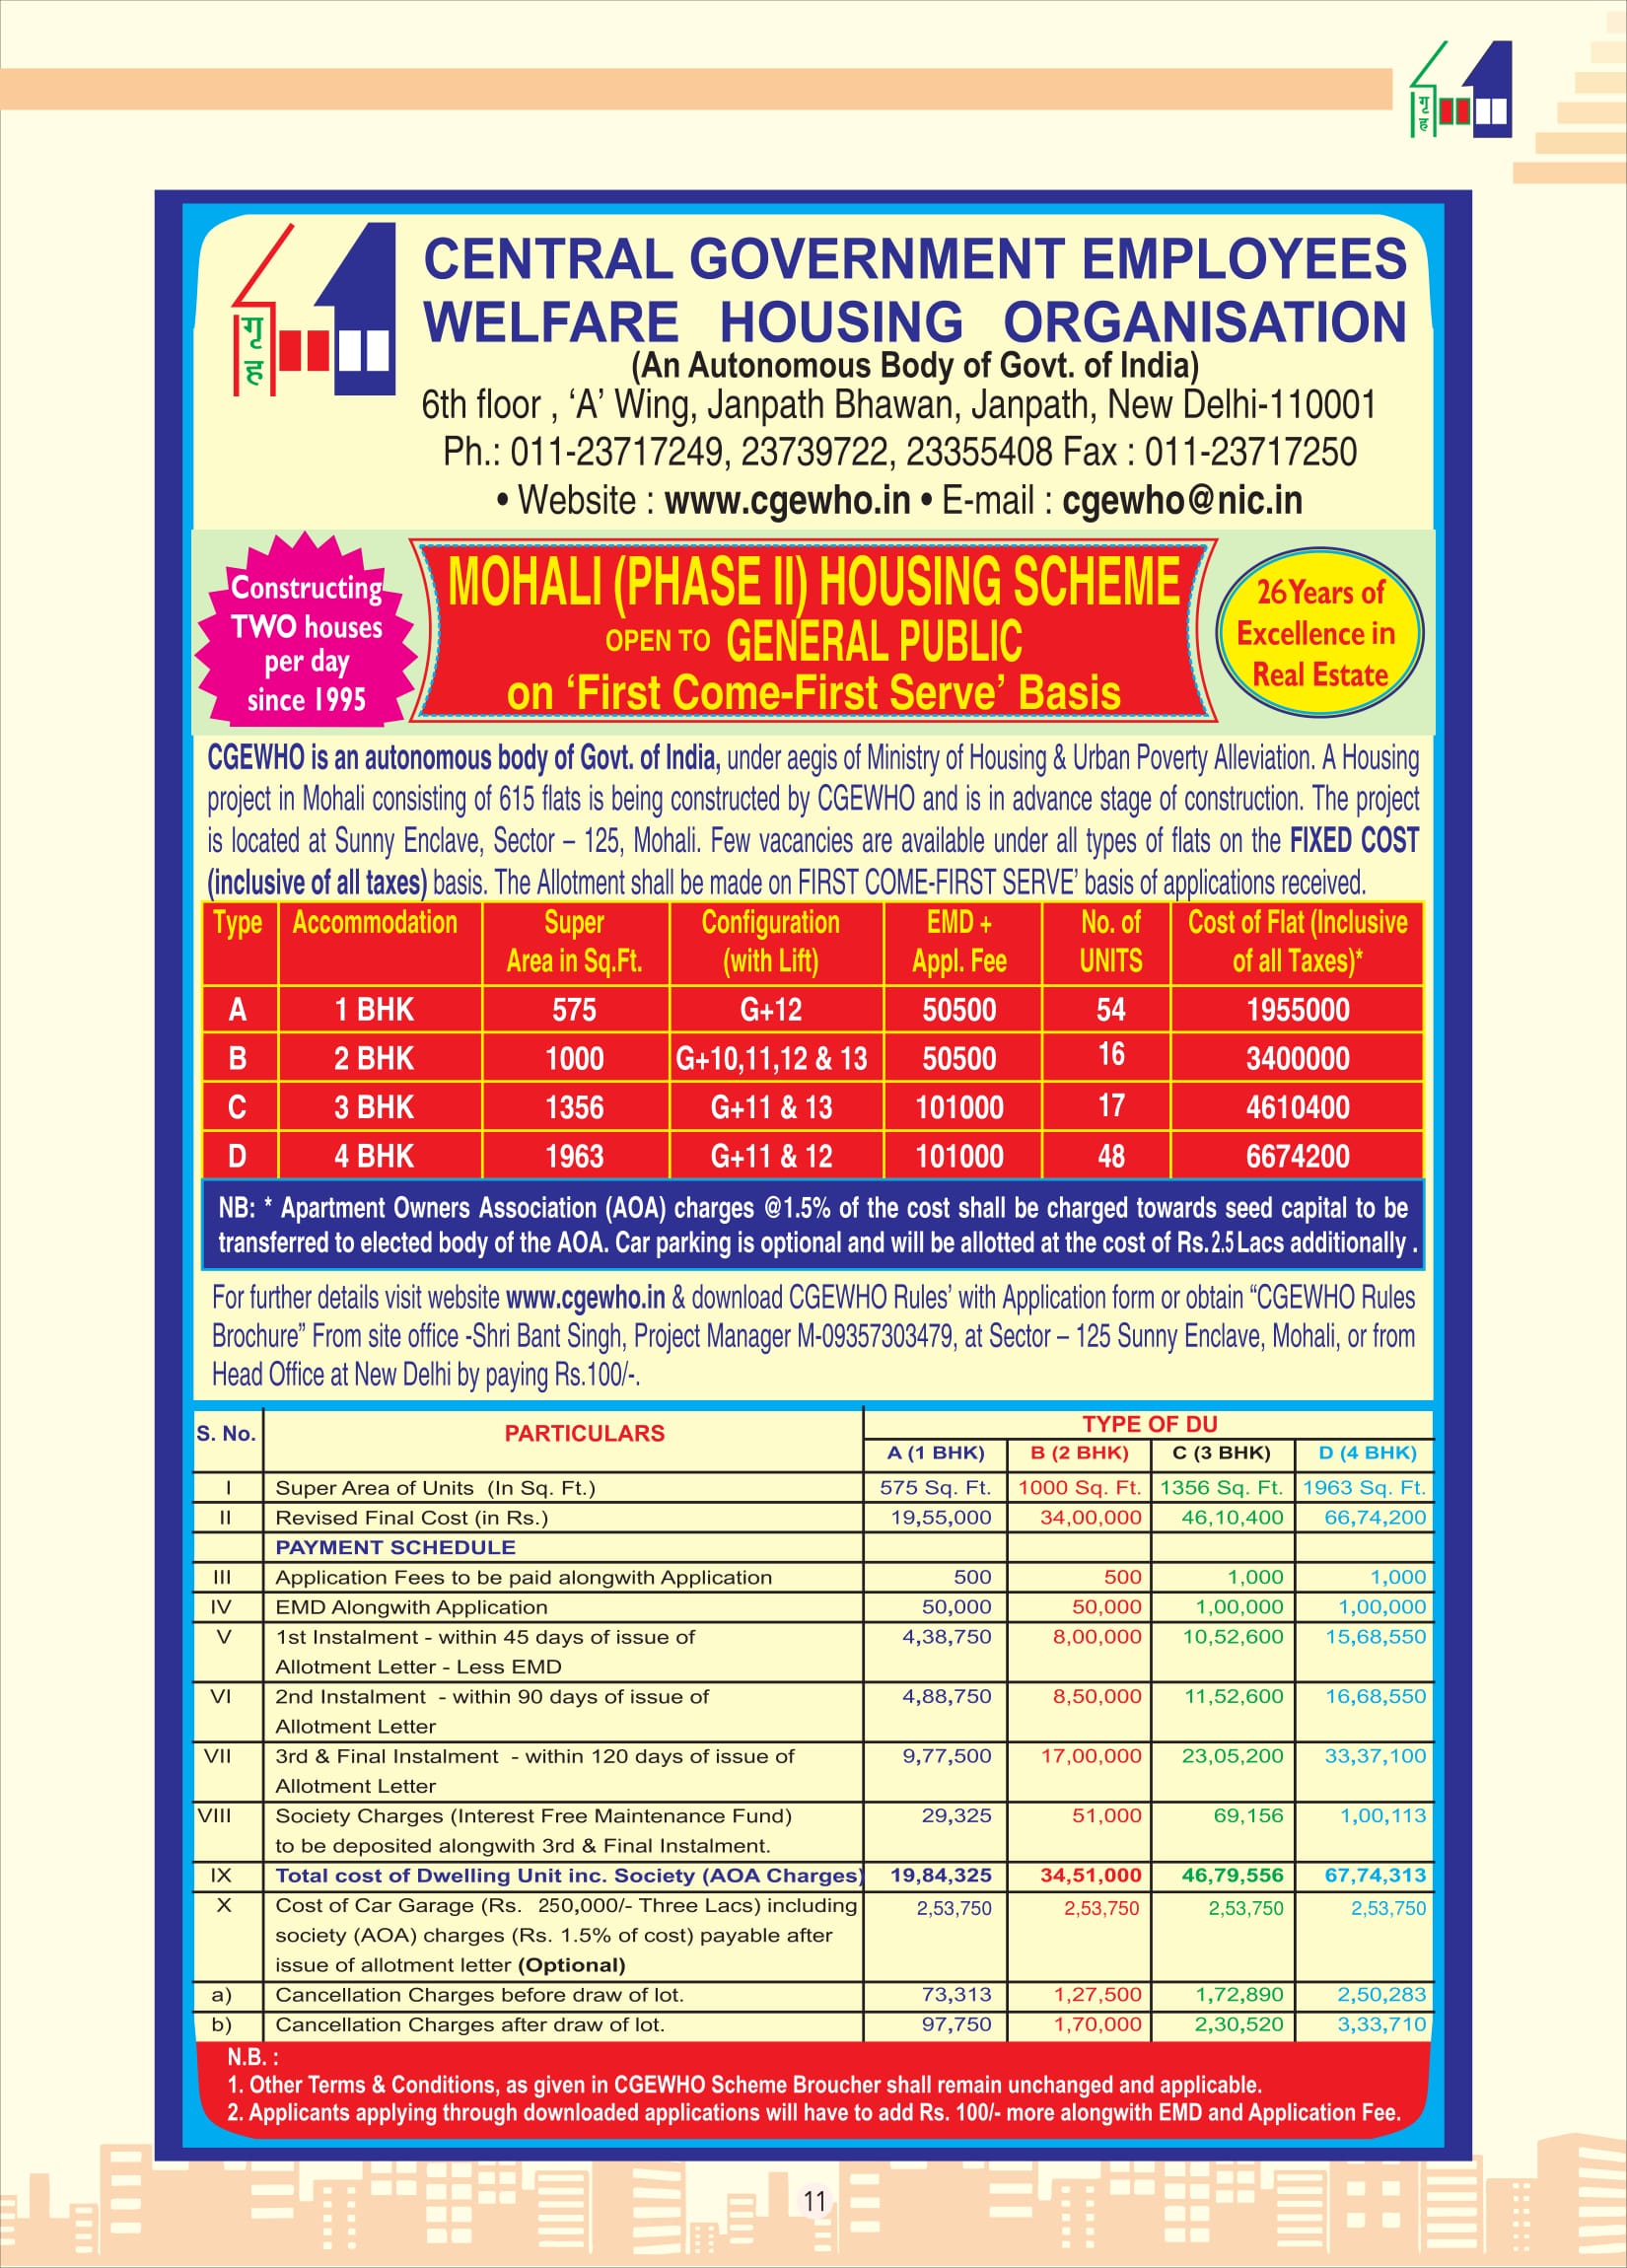 गृह
गृह
CENTRAL GOVERNMENT EMPLOYEES
WELFARE HOUSING ORGANISATION
(An Autonomous Body of Govt. of India)
6th floor , ‘A’ Wing, Janpath Bhawan, Janpath, New Delhi-110001
Ph.: 011-23717249, 23739722, 23355408 Fax : 011-23717250
• Website : www.cgewho.in • E-mail : cgewho@nic.in
Constructing
TWO houses
per day
since 1995
MOHALI (PHASE II) HOUSING SCHEME
OPEN TO GENERAL PUBLIC
on ‘First Come-First Serve’ Basis
26 Years of
Excellence in
Real Estate
CGEWHO is an autonomous body of Govt. of India, under aegis of Ministry of Housing & Urban Poverty Alleviation. A Housing
project in Mohali consisting of 615 flats is being constructed by CGEWHO and is in advance stage of construction. The project
is located at Sunny Enclave, Sector – 125, Mohali. Few vacancies are available under all types of flats on the FIXED COST
(inclusive of all taxes) basis. The Allotment shall be made on FIRST COME-FIRST SERVE’ basis of applications received.
Type Accommodation Super Configuration EMD + No. of Cost of Flat (Inclusive
Area in Sq.Ft. (with Lift) Appl. Fee UNITS of all Taxes)*
A 1 BHK 575 G+12 50500 54 1955000
B 2 BHK 1000 G+10,11,12 & 13 50500 16 3400000
C 3 BHK 1356 G+11 & 13 101000 17 4610400
D 4 BHK 1963 G+11 & 12 101000 48 6674200
NB: * Apartment Owners Association (AOA) charges @1.5% of the cost shall be charged towards seed capital to be
transferred to elected body of the AOA. Car parking is optional and will be allotted at the cost of Rs.2.5 Lacs additionally .
For further details visit website www.cgewho.in & download CGEWHO Rules’ with Application form or obtain “CGEWHO Rules
Brochure” From site office -Shri Bant Singh, Project Manager M-09357303479, at Sector – 125 Sunny Enclave, Mohali, or from
Head Office at New Delhi by paying Rs.100/-.
S. No. PARTICULARS TYPE OF DU
A (1 BHK) B (2 BHK) C (3 BHK) D (4 BHK)
I Super Area of Units (In Sq. Ft.) 575 Sq. Ft. 1000 Sq. Ft. 1356 Sq. Ft. 1963 Sq. Ft.
II Revised Final Cost (in Rs.) 19,55,000 34,00,000 46,10,400 66,74,200
PAYMENT SCHEDULE
III Application Fees to be paid alongwith Application 500 500 1,000 1,000
IV EMD Alongwith Application 50,000 50,000 1,00,000 1,00,000
V 1st Instalment - within 45 days of issue of 4,38,750 8,00,000 10,52,600 15,68,550
Allotment Letter - Less EMD
VI 2nd Instalment - within 90 days of issue of 4,88,750 8,50,000 11,52,600 16,68,550
Allotment Letter
VII 3rd & Final Instalment - within 120 days of issue of 9,77,500 17,00,000 23,05,200 33,37,100
Allotment Letter
VIII Society Charges (Interest Free Maintenance Fund) 29,325 51,000 69,156 1,00,113
to be deposited alongwith 3rd & Final Instalment.
IX Total cost of Dwelling Unit inc. Society (AOA Charges) 19,84,325 34,51,000 46,79,556 67,74,313
X Cost of Car Garage (Rs. 250,000/- Three Lacs) including 2,53,750 2,53,750 2,53,750 2,53,750
society (AOA) charges (Rs. 1.5% of cost) payable after
issue of allotment letter (Optional)
a) Cancellation Charges before draw of lot. 73,313 1,27,500 1,72,890 2,50,283
b) Cancellation Charges after draw of lot. 97,750 1,70,000 2,30,520 3,33,710
N.B. :
1. Other Terms & Conditions, as given in CGEWHO Scheme Broucher shall remain unchanged and applicable.
2. Applicants applying through downloaded applications will have to add Rs. 100/- more alongwith EMD and Application Fee.
11